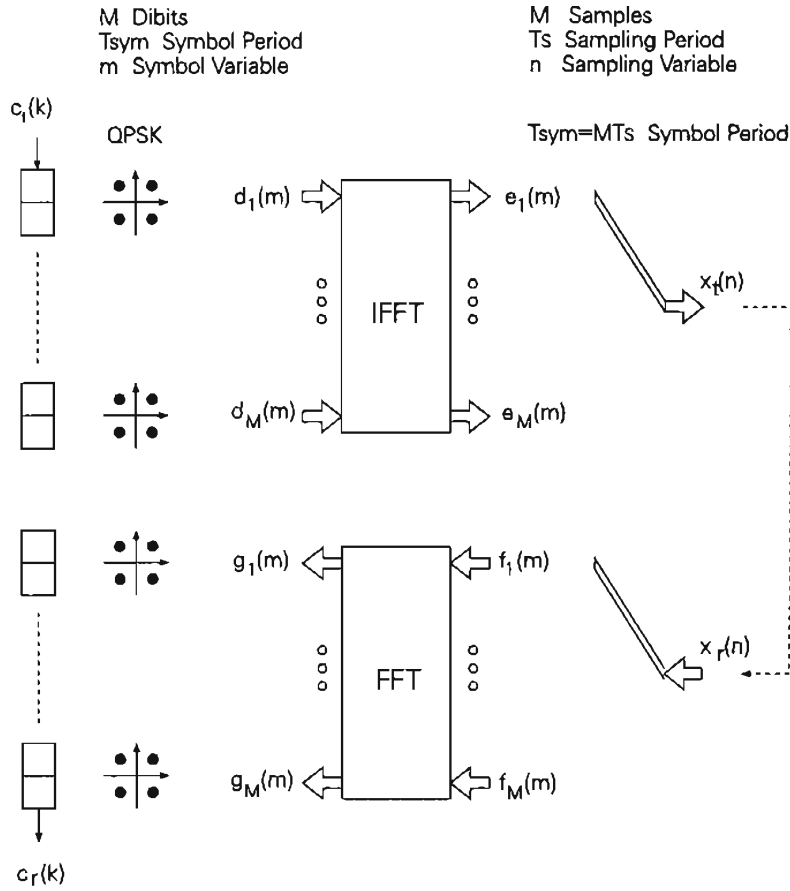 M Dibits
Tsym Symbol Period
m Symbol Variable
M Samples
Ts Sampling Period
n Sampling Variable
c_t(k)
QPSK
Tsym=MTs Symbol Period
d_1(m)
e_1(m)
x_t(n)
IFFT
d_M(m)
e_M(m)
g_1(m)
f_1(m)
x_r(n)
FFT
g_M(m)
f_M(m)
c_r(k)